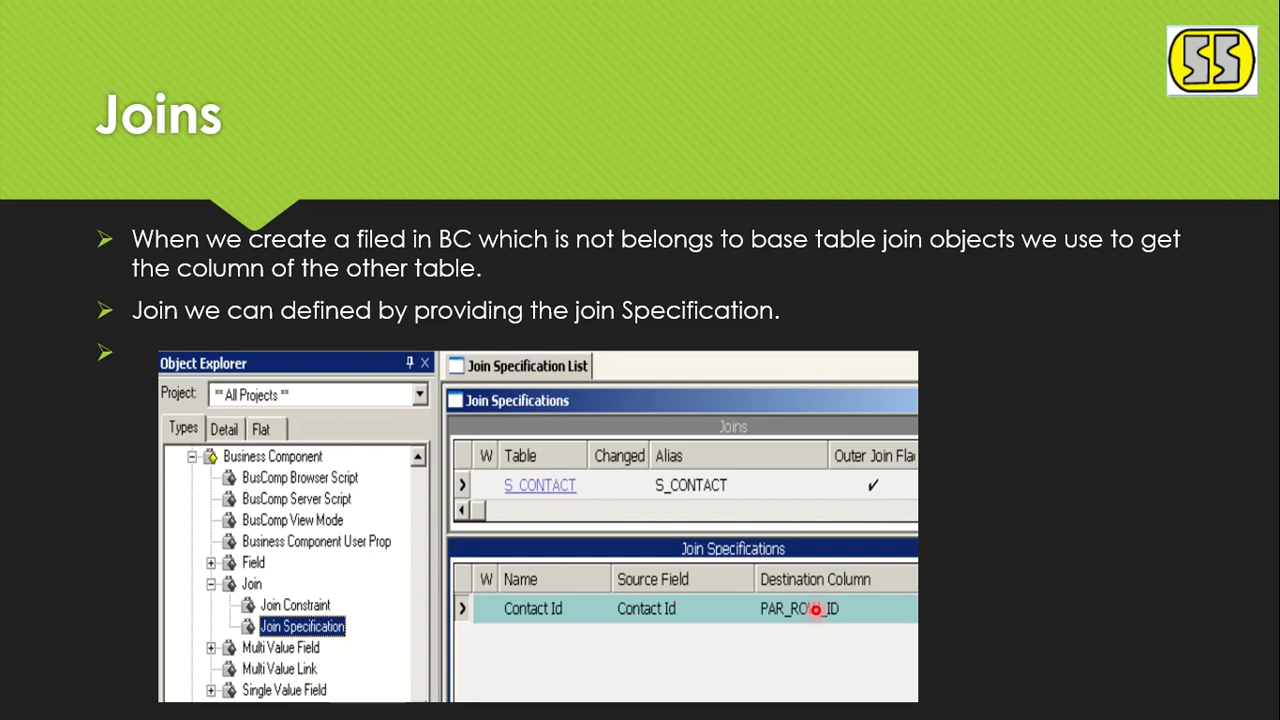 SS
Joins
When we create a filed in BC which is not belongs to base table join objects we use to get
the column of the other table.
Join we can defined by providing the join Specification.
Object Explorer
Project: ** All Projects **
Types Detail Flat
Business Component
BusComp Browser Script
BusComp Server Script
BusComp View Mode
Business Component User Prop
Field
Join
Join Constraint
Join Specification
Multi Value Field
Multi Value Link
Single Value Field
Join Specification List
Join Specifications
Joins
W Table Changed Alias Outer Join Fla
S_CONTACT S_CONTACT
Join Specifications
W Name Source Field Destination Column
Contact Id Contact Id PAR_ROW_ID